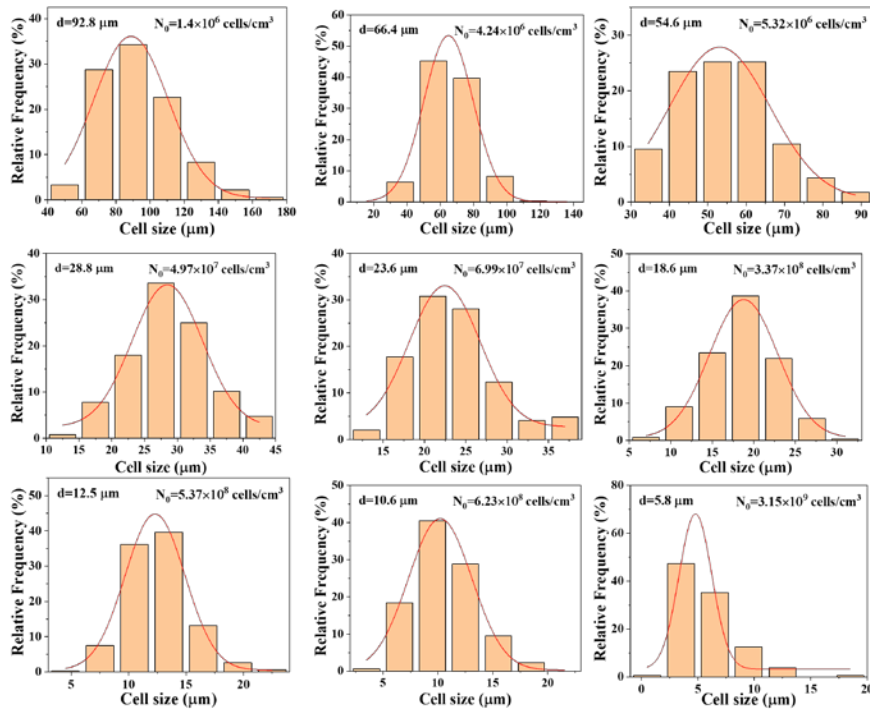 d=92.8 μm N₀=1.4×10⁶ cells/cm³
Relative Frequency (%)
40
30
20
10
0
40 60 80 100 120 140 160 180
Cell size (μm)
d=66.4 μm N₀=4.24×10⁶ cells/cm³
Relative Frequency (%)
60
50
40
30
20
10
0
20 40 60 80 100 120 140
Cell size (μm)
d=54.6 μm N₀=5.32×10⁶ cells/cm³
Relative Frequency (%)
40
30
20
10
0
30 40 50 60 70 80 90
Cell size (μm)
d=28.8 μm N₀=4.97×10⁷ cells/cm³
Relative Frequency (%)
40
30
20
10
0
10 15 20 25 30 35 40 45
Cell size (μm)
d=23.6 μm N₀=6.99×10⁷ cells/cm³
Relative Frequency (%)
40
30
20
10
0
15 20 25 30 35
Cell size (μm)
d=18.6 μm N₀=3.37×10⁸ cells/cm³
Relative Frequency (%)
50
40
30
20
10
0
5 10 15 20 25 30
Cell size (μm)
d=12.5 μm N₀=5.37×10⁸ cells/cm³
Relative Frequency (%)
50
40
30
20
10
0
5 10 15 20
Cell size (μm)
d=10.6 μm N₀=6.23×10⁸ cells/cm³
Relative Frequency (%)
50
40
30
20
10
0
5 10 15 20
Cell size (μm)
d=5.8 μm N₀=3.15×10⁹ cells/cm³
Relative Frequency (%)
80
60
40
20
0
0 5 10 15 20
Cell size (μm)